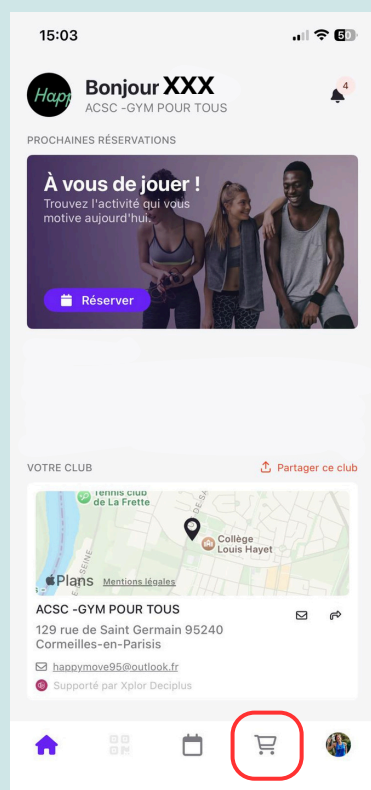 15:03
50
Happ
Bonjour XXX
4
ACSC -GYM POUR TOUS
PROCHAINES RÉSERVATIONS
À vous de jouer !
Trouvez l'activité qui vous
motive aujourd'hui.
Réserver
VOTRE CLUB
Partager ce club
Tennis club
de La Frette
Collège
Louis Hayet
SEINE
Plans
Mentions légales
ACSC -GYM POUR TOUS
129 rue de Saint Germain 95240
Cormeilles-en-Parisis
happymove95@outlook.fr
Supporté par Xplor Deciplus